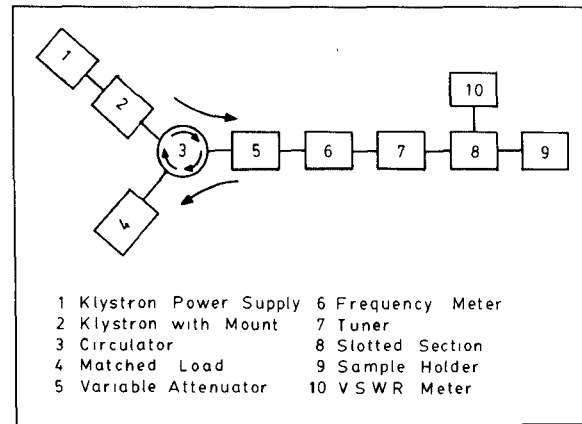 1
2
3
4
5
6
7
8
9
10
1 Klystron Power Supply
2 Klystron with Mount
3 Circulator
4 Matched Load
5 Variable Attenuator
6 Frequency Meter
7 Tuner
8 Slotted Section
9 Sample Holder
10 VSWR Meter